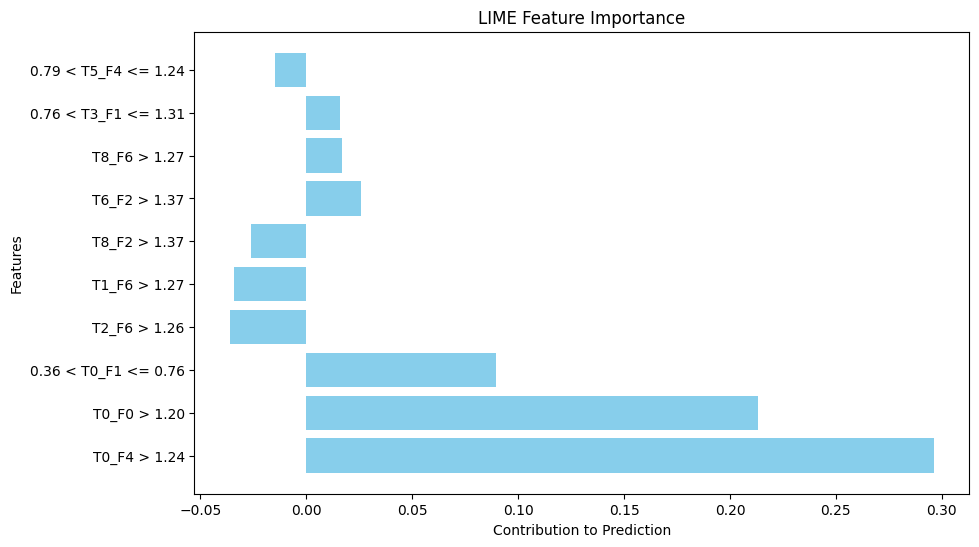 LIME Feature Importance
Features
0.79 < T5_F4 <= 1.24
0.76 < T3_F1 <= 1.31
T8_F6 > 1.27
T6_F2 > 1.37
T8_F2 > 1.37
T1_F6 > 1.27
T2_F6 > 1.26
0.36 < T0_F1 <= 0.76
T0_F0 > 1.20
T0_F4 > 1.24
−0.05 0.00 0.05 0.10 0.15 0.20 0.25 0.30
Contribution to Prediction